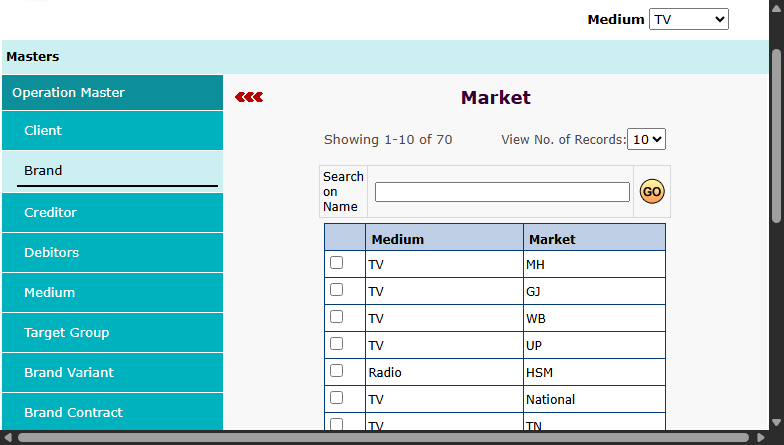 Medium TV
Masters
Operation Master
Client
Brand
Creditor
Debitors
Medium
Target Group
Brand Variant
Brand Contract
Market
Showing 1-10 of 70 View No. of Records: 10
Search on Name GO
Medium Market
TV MH
TV GJ
TV WB
TV UP
Radio HSM
TV National
TV TN